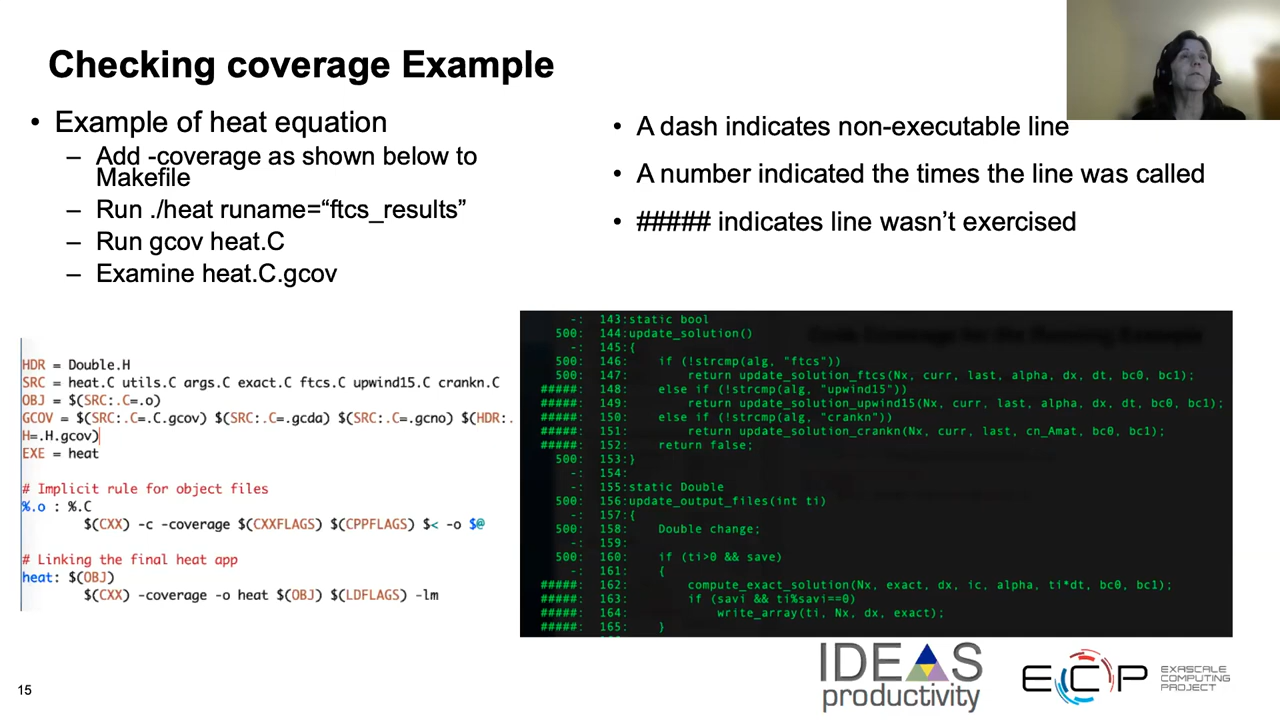 Checking coverage Example
• Example of heat equation
– Add -coverage as shown below to
Makefile
– Run ./heat runame=“ftcs_results”
– Run gcov heat.C
– Examine heat.C.gcov
• A dash indicates non-executable line
• A number indicated the times the line was called
• ##### indicates line wasn’t exercised
HDR = Double.H
SRC = heat.C utils.C args.C exact.C ftcs.C upwind15.C crankn.C
OBJ = $(SRC:.C=.o)
GCOV = $(SRC:.C=.C.gcov) $(SRC:.C=.gcda) $(SRC:.C=.gcno) $(HDR:.
H=.H.gcov)
EXE = heat
# Implicit rule for object files
%.o : %.C
$(CXX) -c -coverage $(CXXFLAGS) $(CPPFLAGS) $< -o $@
# Linking the final heat app
heat: $(OBJ)
$(CXX) -coverage -o heat $(OBJ) $(LDFLAGS) -lm
-: 143:static bool
500: 144:update_solution()
-: 145:{
500: 146: if (!strcmp(alg, "ftcs"))
500: 147: return update_solution_ftcs(Nx, curr, last, alpha, dx, dt, bc0, bc1);
#####: 148: else if (!strcmp(alg, "upwind15"))
#####: 149: return update_solution_upwind15(Nx, curr, last, alpha, dx, dt, bc0, bc1);
#####: 150: else if (!strcmp(alg, "crankn"))
#####: 151: return update_solution_crankn(Nx, curr, last, cn_Amat, bc0, bc1);
#####: 152: return false;
500: 153:}
-: 154:
-: 155:static Double
500: 156:update_output_files(int ti)
-: 157:{
500: 158: Double change;
-: 159:
500: 160: if (ti>0 && save)
-: 161: {
#####: 162: compute_exact_solution(Nx, exact, dx, ic, alpha, ti*dt, bc0, bc1);
#####: 163: if (savi && ti%savi==0)
#####: 164: write_array(ti, Nx, dx, exact);
#####: 165: }
IDEAS
productivity
ECP
EXASCALE
COMPUTING
PROJECT
15